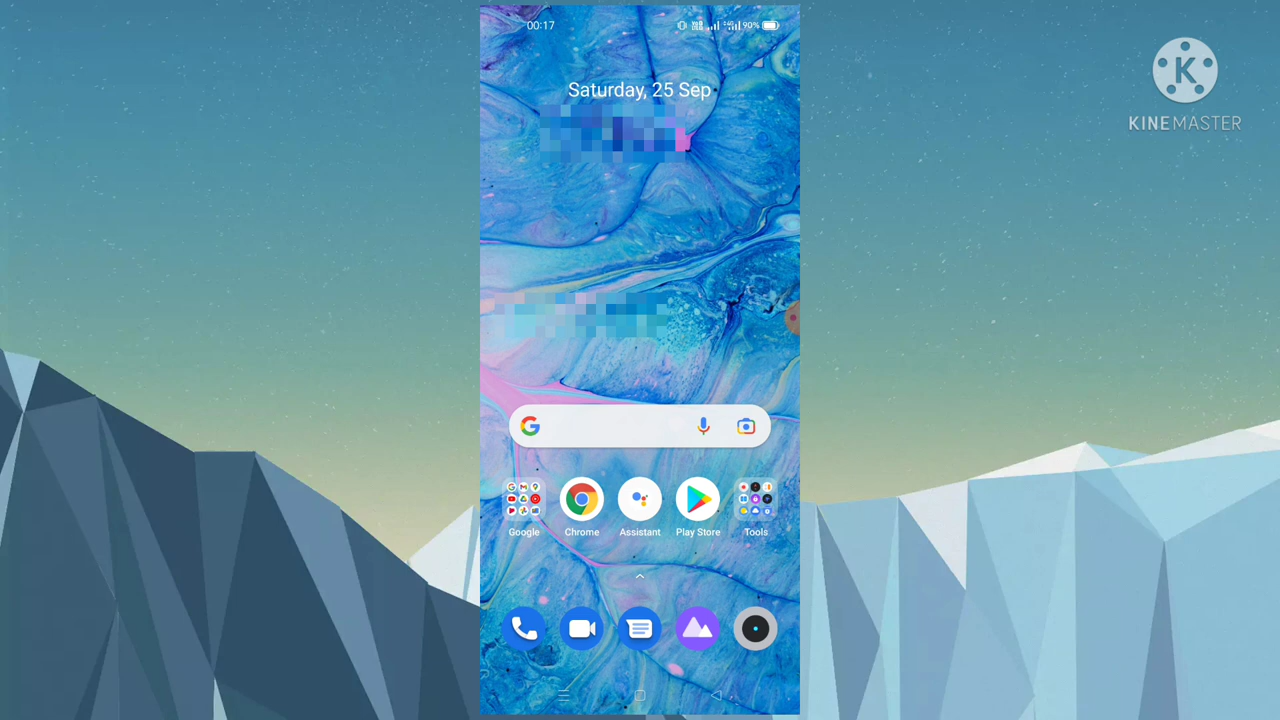 00:17
90%
KINEMASTER
Saturday, 25 Sep
Google
Chrome
Assistant
Play Store
Tools